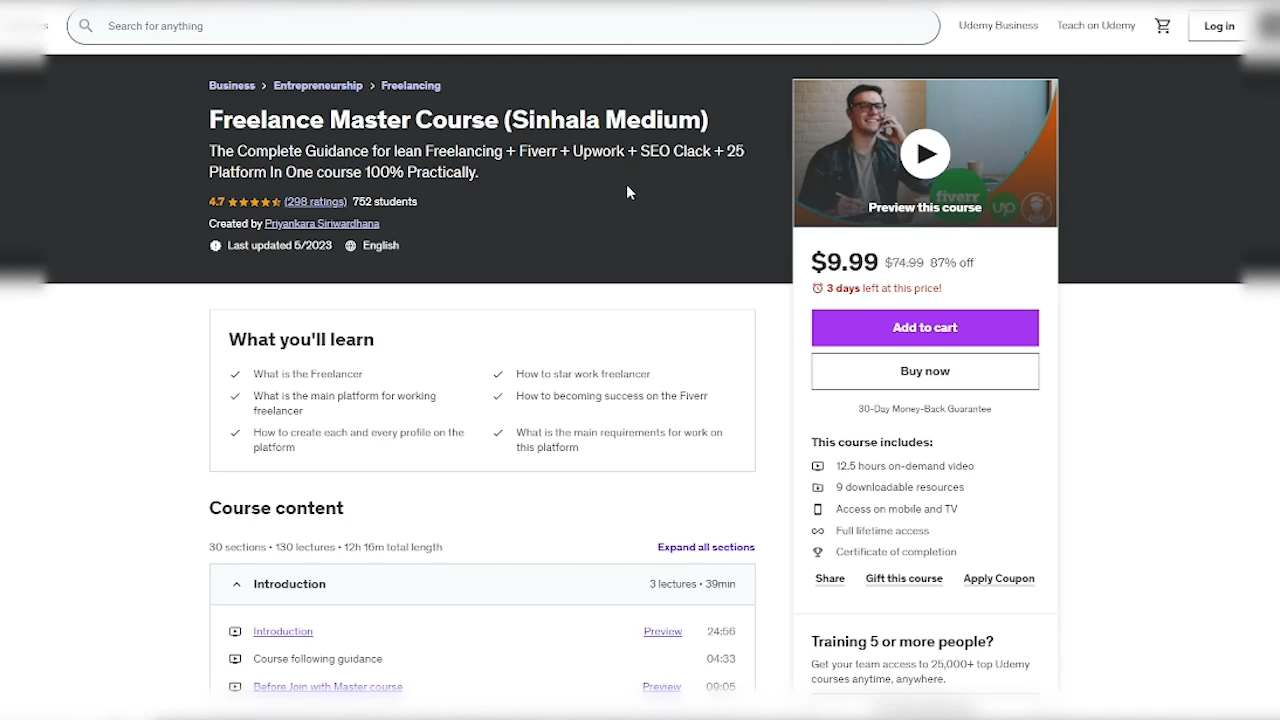 Search for anything
Udemy Business
Teach on Udemy
Log in
Business > Entrepreneurship > Freelancing
Freelance Master Course (Sinhala Medium)
The Complete Guidance for lean Freelancing + Fiverr + Upwork + SEO Clack + 25
Platform In One course 100% Practically.
4.7 (298 ratings) 752 students
Created by Priyankara Siriwardhana
Last updated 5/2023 English
fiverr
up
Preview this course
$9.99 $74.99 87% off
3 days left at this price!
Add to cart
Buy now
30-Day Money-Back Guarantee
This course includes:
12.5 hours on-demand video
9 downloadable resources
Access on mobile and TV
Full lifetime access
Certificate of completion
Share Gift this course Apply Coupon
Training 5 or more people?
Get your team access to 25,000+ top Udemy
courses anytime, anywhere.
What you'll learn
What is the Freelancer
How to star work freelancer
What is the main platform for working
freelancer
How to becoming success on the Fiverr
How to create each and every profile on the
platform
What is the main requirements for work on
this platform
Course content
30 sections • 130 lectures • 12h 16m total length
Expand all sections
Introduction 3 lectures • 39min
Introduction Preview 24:56
Course following guidance 04:33
Before Join with Master course Preview 09:05